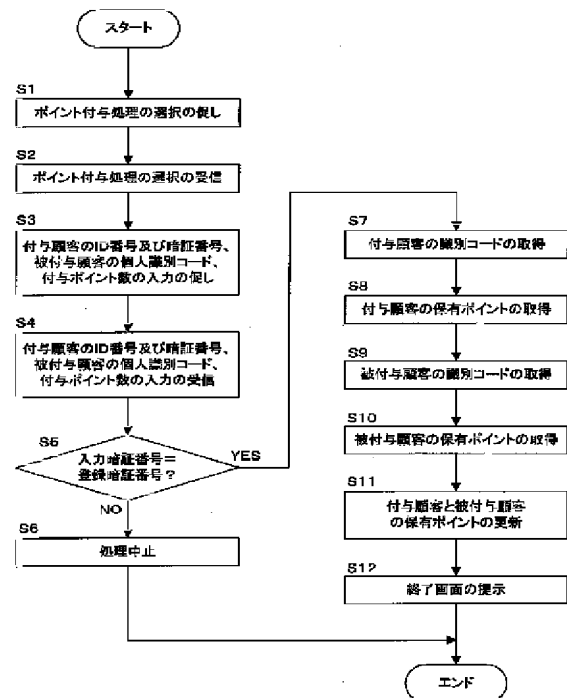 スタート
S1
ポイント付与処理の選択の促し
S2
ポイント付与処理の選択の受信
S3
付与顧客のID番号及び暗証番号、
被付与顧客の個人識別コード、
付与ポイント数の入力の促し
S4
付与顧客のID番号及び暗証番号、
被付与顧客の個人識別コード、
付与ポイント数の入力の受信
S5
入力暗証番号＝
登録暗証番号？
YES
NO
S6
処理中止
S7
付与顧客の識別コードの取得
S8
付与顧客の保有ポイントの取得
S9
被付与顧客の識別コードの取得
S10
被付与顧客の保有ポイントの取得
S11
付与顧客と被付与顧客
の保有ポイントの更新
S12
終了画面の提示
エンド